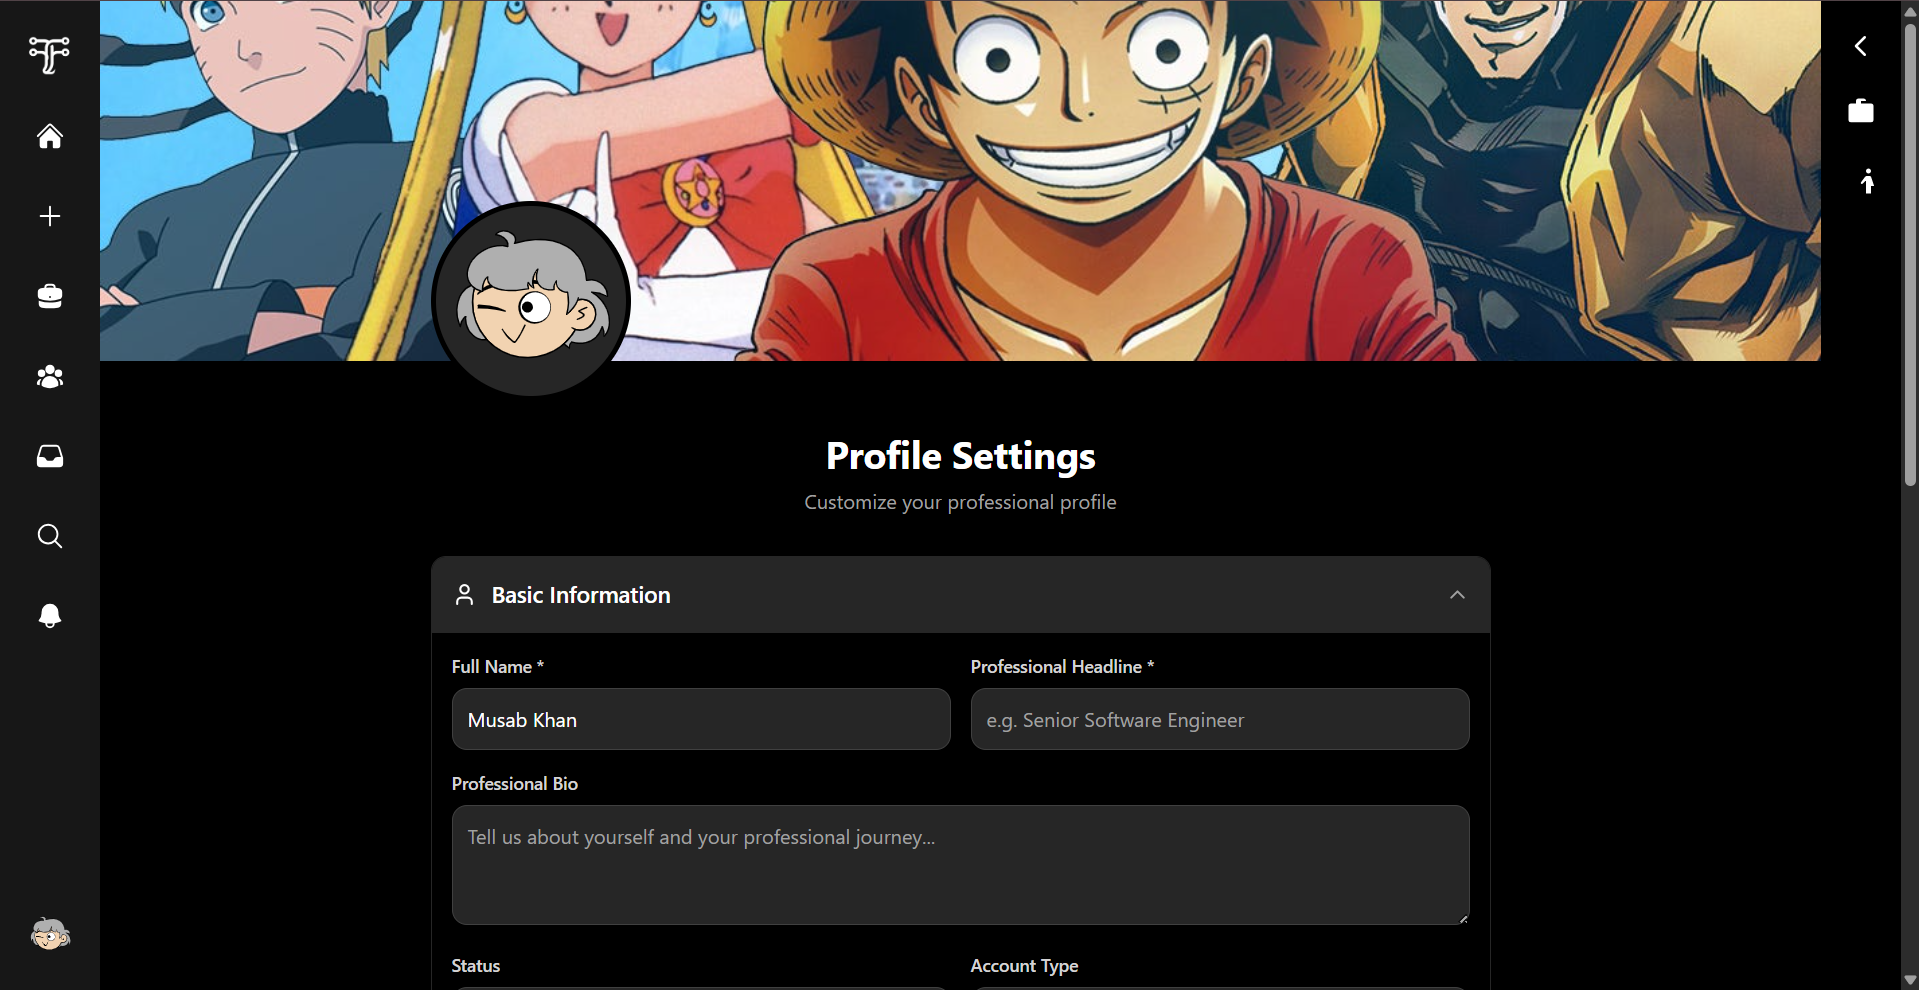 Profile Settings
Customize your professional profile
Basic Information
Full Name *
Professional Headline *
Musab Khan
e.g. Senior Software Engineer
Professional Bio
Tell us about yourself and your professional journey...
Status
Account Type